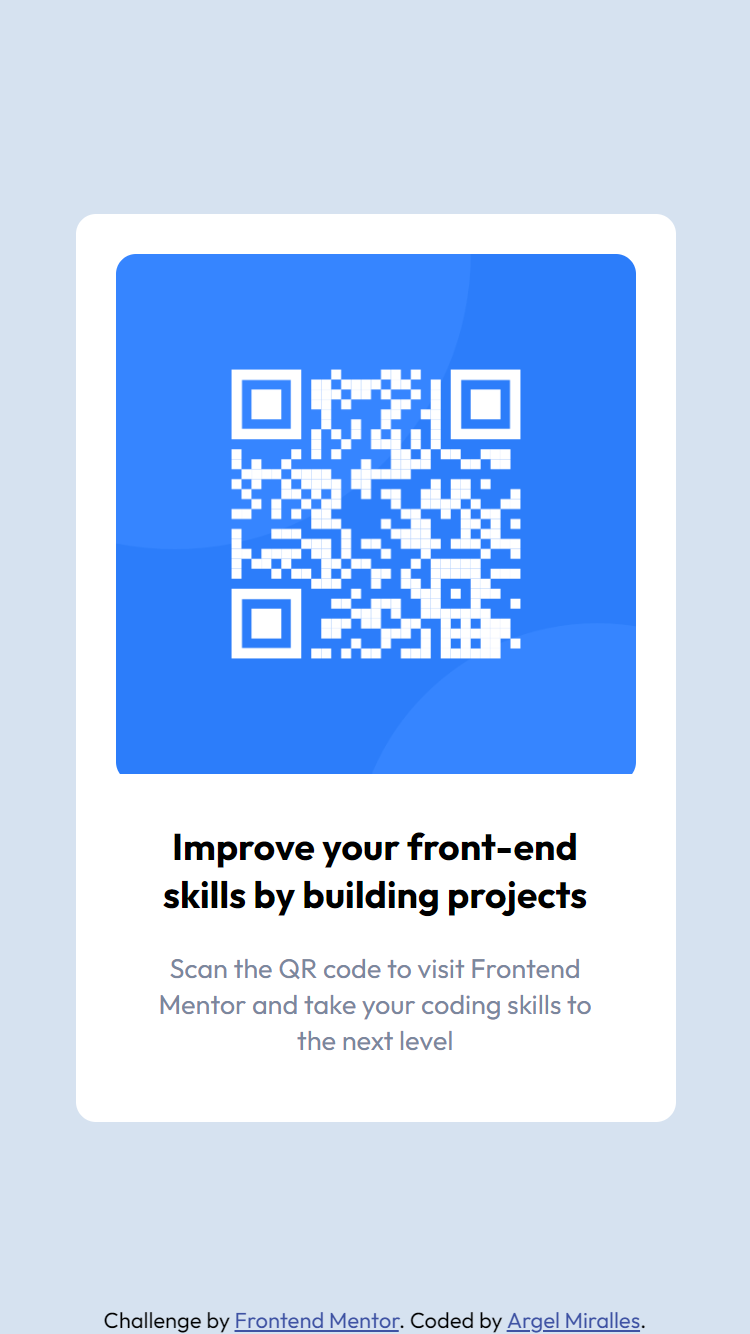 Improve your front-end
skills by building projects
Scan the QR code to visit Frontend
Mentor and take your coding skills to
the next level
Challenge by Frontend Mentor. Coded by Argel Miralles.